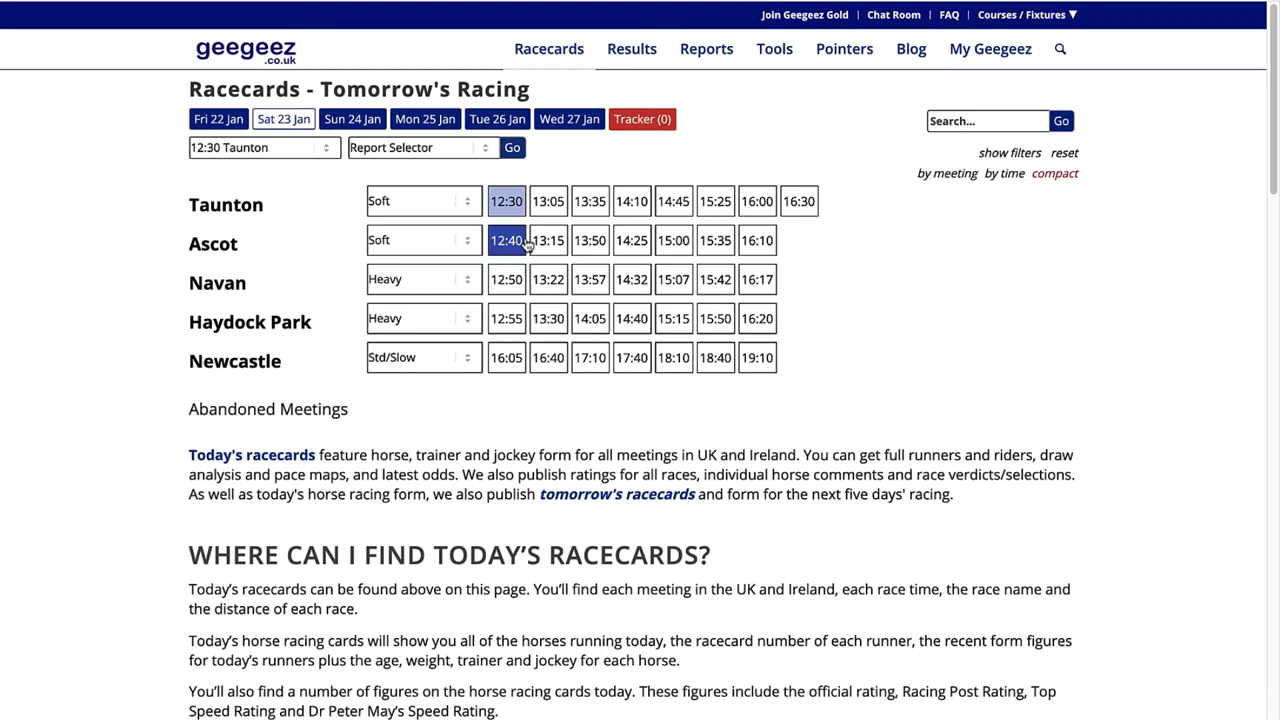 Join Geegeez Gold | Chat Room | FAQ | Courses / Fixtures ▼
geegeez .co.uk Racecards Results Reports Tools Pointers Blog My Geegeez
Racecards - Tomorrow's Racing
Fri 22 Jan Sat 23 Jan Sun 24 Jan Mon 25 Jan Tue 26 Jan Wed 27 Jan Tracker (0)
Search... Go
12:30 Taunton Report Selector Go
show filters reset
by meeting by time compact
Taunton Soft 12:30 13:05 13:35 14:10 14:45 15:25 16:00 16:30
Ascot Soft 12:40 13:15 13:50 14:25 15:00 15:35 16:10
Navan Heavy 12:50 13:22 13:57 14:32 15:07 15:42 16:17
Haydock Park Heavy 12:55 13:30 14:05 14:40 15:15 15:50 16:20
Newcastle Std/Slow 16:05 16:40 17:10 17:40 18:10 18:40 19:10
Abandoned Meetings
Today's racecards feature horse, trainer and jockey form for all meetings in UK and Ireland. You can get full runners and riders, draw
analysis and pace maps, and latest odds. We also publish ratings for all races, individual horse comments and race verdicts/selections.
As well as today's horse racing form, we also publish tomorrow's racecards and form for the next five days' racing.
WHERE CAN I FIND TODAY'S RACECARDS?
Today's racecards can be found above on this page. You'll find each meeting in the UK and Ireland, each race time, the race name and
the distance of each race.
Today's horse racing cards will show you all of the horses running today, the racecard number of each runner, the recent form figures
for today's runners plus the age, weight, trainer and jockey for each horse.
You'll also find a number of figures on the horse racing cards today. These figures include the official rating, Racing Post Rating, Top
Speed Rating and Dr Peter May's Speed Rating.